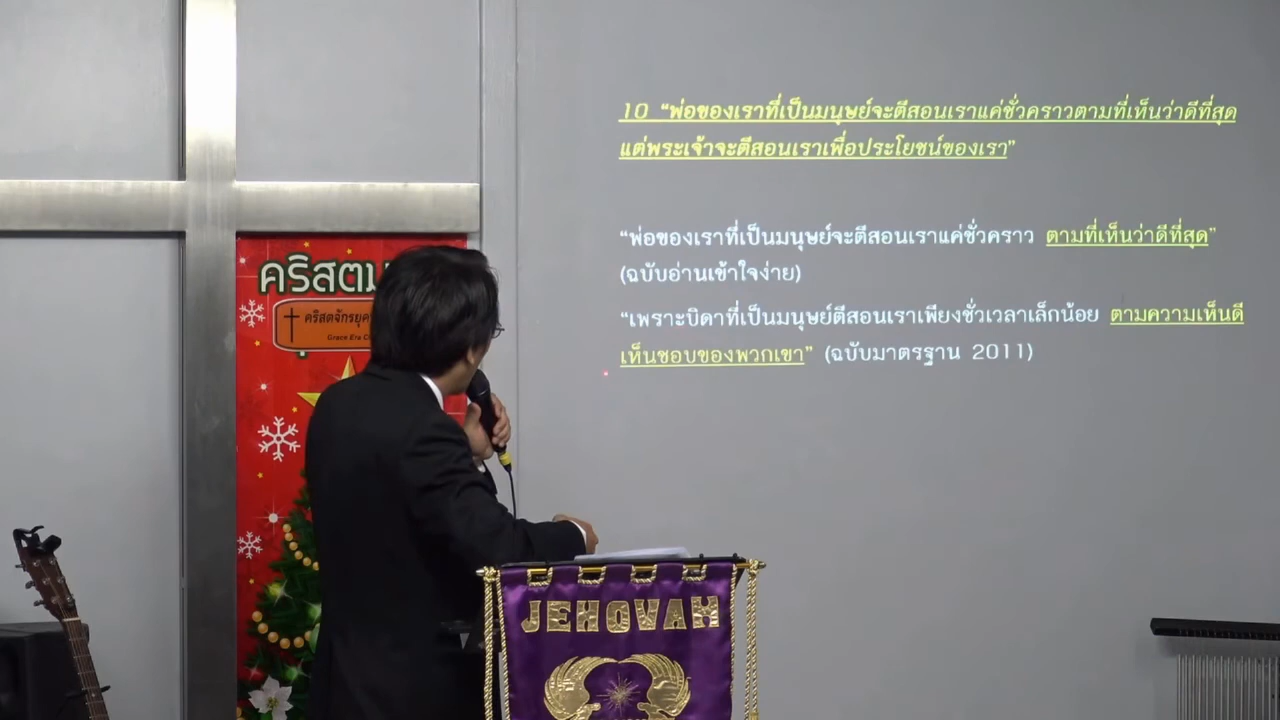 10 “พ่อของเราที่เป็นมนุษย์จะตีสอนเราแค่ชั่วคราวตามที่เห็นว่าดีที่สุด
แต่พระเจ้าจะตีสอนเราเพื่อประโยชน์ของเรา”
“พ่อของเราที่เป็นมนุษย์จะตีสอนเราแค่ชั่วคราว ตามที่เห็นว่าดีที่สุด”
(ฉบับอ่านเข้าใจง่าย)
“เพราะบิดาที่เป็นมนุษย์ตีสอนเราเพียงชั่วเวลาเล็กน้อย ตามความเห็นดี
เห็นชอบของพวกเขา” (ฉบับมาตรฐาน 2011)
คริสตม
คริสตจักรยุค
Grace Era
JEHOVAH